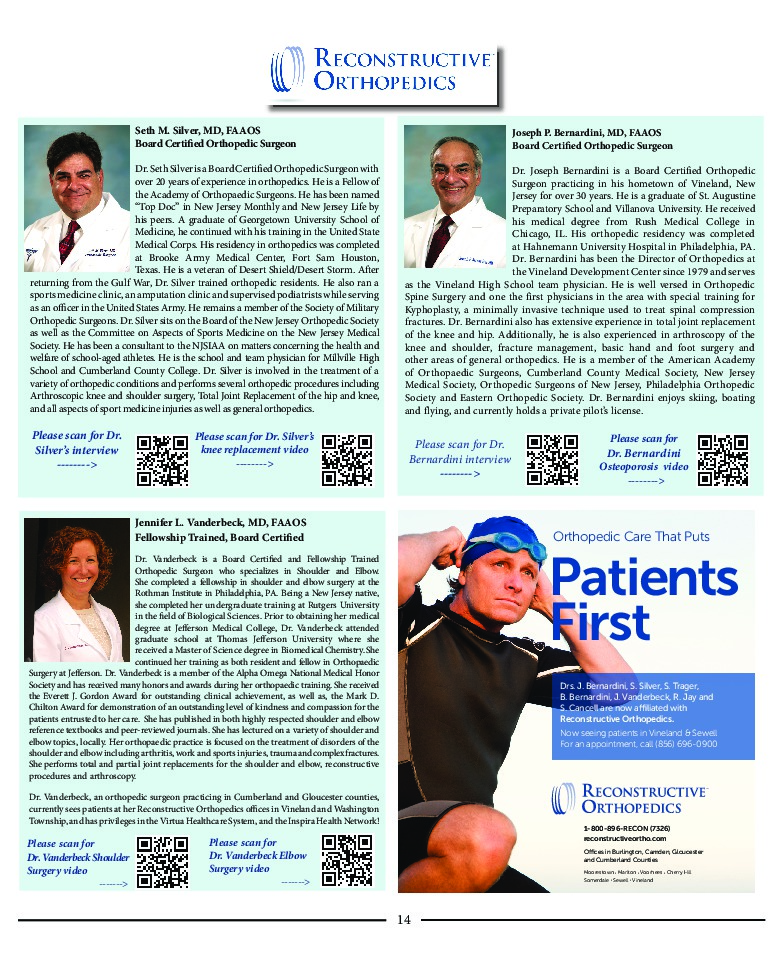 RECONSTRUCTIVE
ORTHOPEDICS
Seth M. Silver, MD, FAAOS
Board Certified Orthopedic Surgeon
Dr. Seth Silver is a Board Certified Orthopedic Surgeon with
over 20 years of experience in orthopedics. He is a Fellow of
the Academy of Orthopaedic Surgeons. He has been named
“Top Doc” in New Jersey Monthly and New Jersey Life by
his peers. A graduate of Georgetown University School of
Medicine, he continued with his training in the United State
Medical Corps. His residency in orthopedics was completed
at Brooke Army Medical Center, Fort Sam Houston,
Texas. He is a veteran of Desert Shield/Desert Storm. After
returning from the Gulf War, Dr. Silver trained orthopedic residents. He also ran a
sports medicine clinic, an amputation clinic and supervised podiatrists while serving
as an officer in the United States Army. He remains a member of the Society of Military
Orthopedic Surgeons. Dr. Silver sits on the Board of the New Jersey Orthopedic Society
as well as the Committee on Aspects of Sports Medicine on the New Jersey Medical
Society. He has been a consultant to the NJSIAA on matters concerning the health and
welfare of school-aged athletes. He is the school and team physician for Millville High
School and Cumberland County College. Dr. Silver is involved in the treatment of a
variety of orthopedic conditions and performs several orthopedic procedures including
Arthroscopic knee and shoulder surgery, Total Joint Replacement of the hip and knee,
and all aspects of sport medicine injuries as well as general orthopedics.
Please scan for Dr.
Silver’s interview
-------->
Please scan for Dr. Silver’s
knee replacement video
-------->
Joseph P. Bernardini, MD, FAAOS
Board Certified Orthopedic Surgeon
Dr. Joseph Bernardini is a Board Certified Orthopedic
Surgeon practicing in his hometown of Vineland, New
Jersey for over 30 years. He is a graduate of St. Augustine
Preparatory School and Villanova University. He received
his medical degree from Rush Medical College in
Chicago, IL. His orthopedic residency was completed
at Hahnemann University Hospital in Philadelphia, PA.
Dr. Bernardini has been the Director of Orthopedics at
the Vineland Development Center since 1979 and serves
as the Vineland High School team physician. He is well versed in Orthopedic
Spine Surgery and one the first physicians in the area with special training for
Kyphoplasty, a minimally invasive technique used to treat spinal compression
fractures. Dr. Bernardini also has extensive experience in total joint replacement
of the knee and hip. Additionally, he is also experienced in arthroscopy of the
knee and shoulder, fracture management, basic hand and foot surgery and
other areas of general orthopedics. He is a member of the American Academy
of Orthopaedic Surgeons, Cumberland County Medical Society, New Jersey
Medical Society, Orthopedic Surgeons of New Jersey, Philadelphia Orthopedic
Society and Eastern Orthopedic Society. Dr. Bernardini enjoys skiing, boating
and flying, and currently holds a private pilot’s license.
Please scan for Dr.
Bernardini interview
-------->
Please scan for
Dr. Bernardini
Osteoporosis video
-------->
Jennifer L. Vanderbeck, MD, FAAOS
Fellowship Trained, Board Certified
Dr. Vanderbeck is a Board Certified and Fellowship Trained
Orthopedic Surgeon who specializes in Shoulder and Elbow.
She completed a fellowship in shoulder and elbow surgery at the
Rothman Institute in Philadelphia, PA. Being a New Jersey native,
she completed her undergraduate training at Rutgers University
in the field of Biological Sciences. Prior to obtaining her medical
degree at Jefferson Medical College, Dr. Vanderbeck attended
graduate school at Thomas Jefferson University where she
received a Master of Science degree in Biomedical Chemistry. She
continued her training as both resident and fellow in Orthopaedic
Surgery at Jefferson. Dr. Vanderbeck is a member of the Alpha Omega National Medical Honor
Society and has received many honors and awards during her orthopaedic training. She received
the Everett J. Gordon Award for outstanding clinical achievement, as well as, the Mark D.
Chilton Award for demonstration of an outstanding level of kindness and compassion for the
patients entrusted to her care. She has published in both highly respected shoulder and elbow
reference textbooks and peer-reviewed journals. She has lectured on a variety of shoulder and
elbow topics, locally. Her orthopaedic practice is focused on the treatment of disorders of the
shoulder and elbow including arthritis, work and sports injuries, trauma and complex fractures.
She performs total and partial joint replacements for the shoulder and elbow, reconstructive
procedures and arthroscopy.
Dr. Vanderbeck, an orthopedic surgeon practicing in Cumberland and Gloucester counties,
currently sees patients at her Reconstructive Orthopedics offices in Vineland and Washington
Township, and has privileges in the Virtua Healthcare System, and the Inspira Health Network!
Please scan for
Dr. Vanderbeck Shoulder
Surgery video
------->
Please scan for
Dr. Vanderbeck Elbow
Surgery video
------->
Orthopedic Care That Puts
Patients
First
Drs. J. Bernardini, S. Silver, S. Trager,
B. Bernardini, J. Vanderbeck, R. Jay and
S. Cancell are now affiliated with
Reconstructive Orthopedics.
Now seeing patients in Vineland & Sewell
For an appointment, call (856) 696-0900
RECONSTRUCTIVE
ORTHOPEDICS
1-800-896-RECON (7326)
reconstructiveortho.com
Offices in Burlington, Camden, Gloucester
and Cumberland Counties
Moorestown · Marlton · Voorhees · Cherry Hill
Somerdale · Sewell · Vineland
14